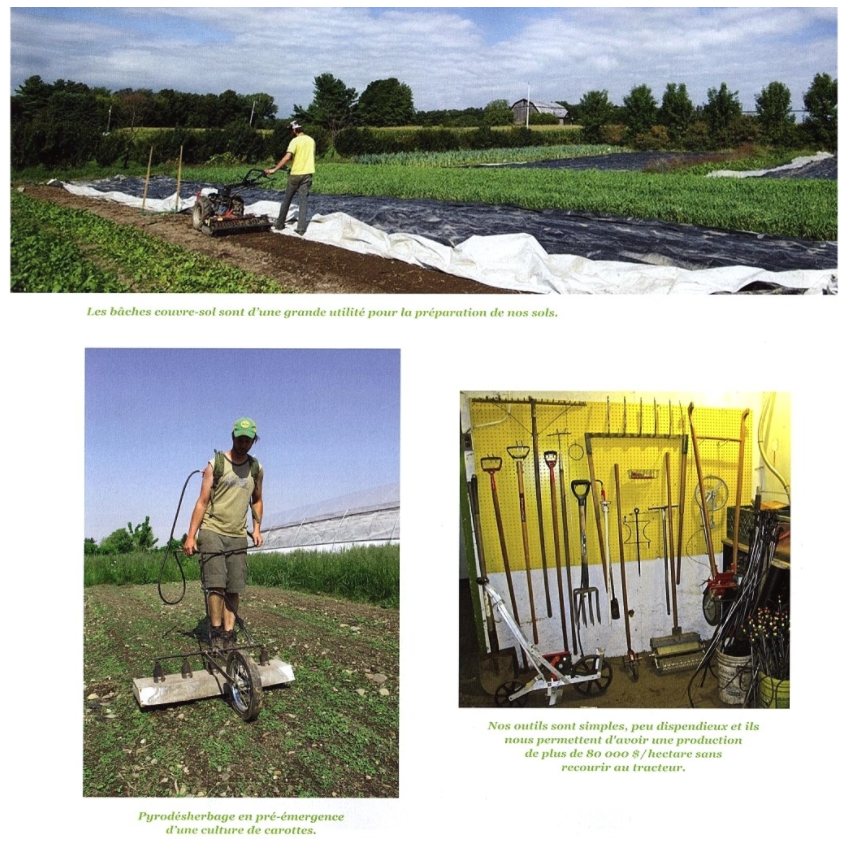 Les bâches couvre-sol sont d'une grande utilité pour la préparation de nos sols.
Nos outils sont simples, peu dispendieux et ils
nous permettent d'avoir une production
de plus de 80 000 $/hectare sans
recourir au tracteur.
Pyrodésherbage en pré-émergence
d'une culture de carottes.